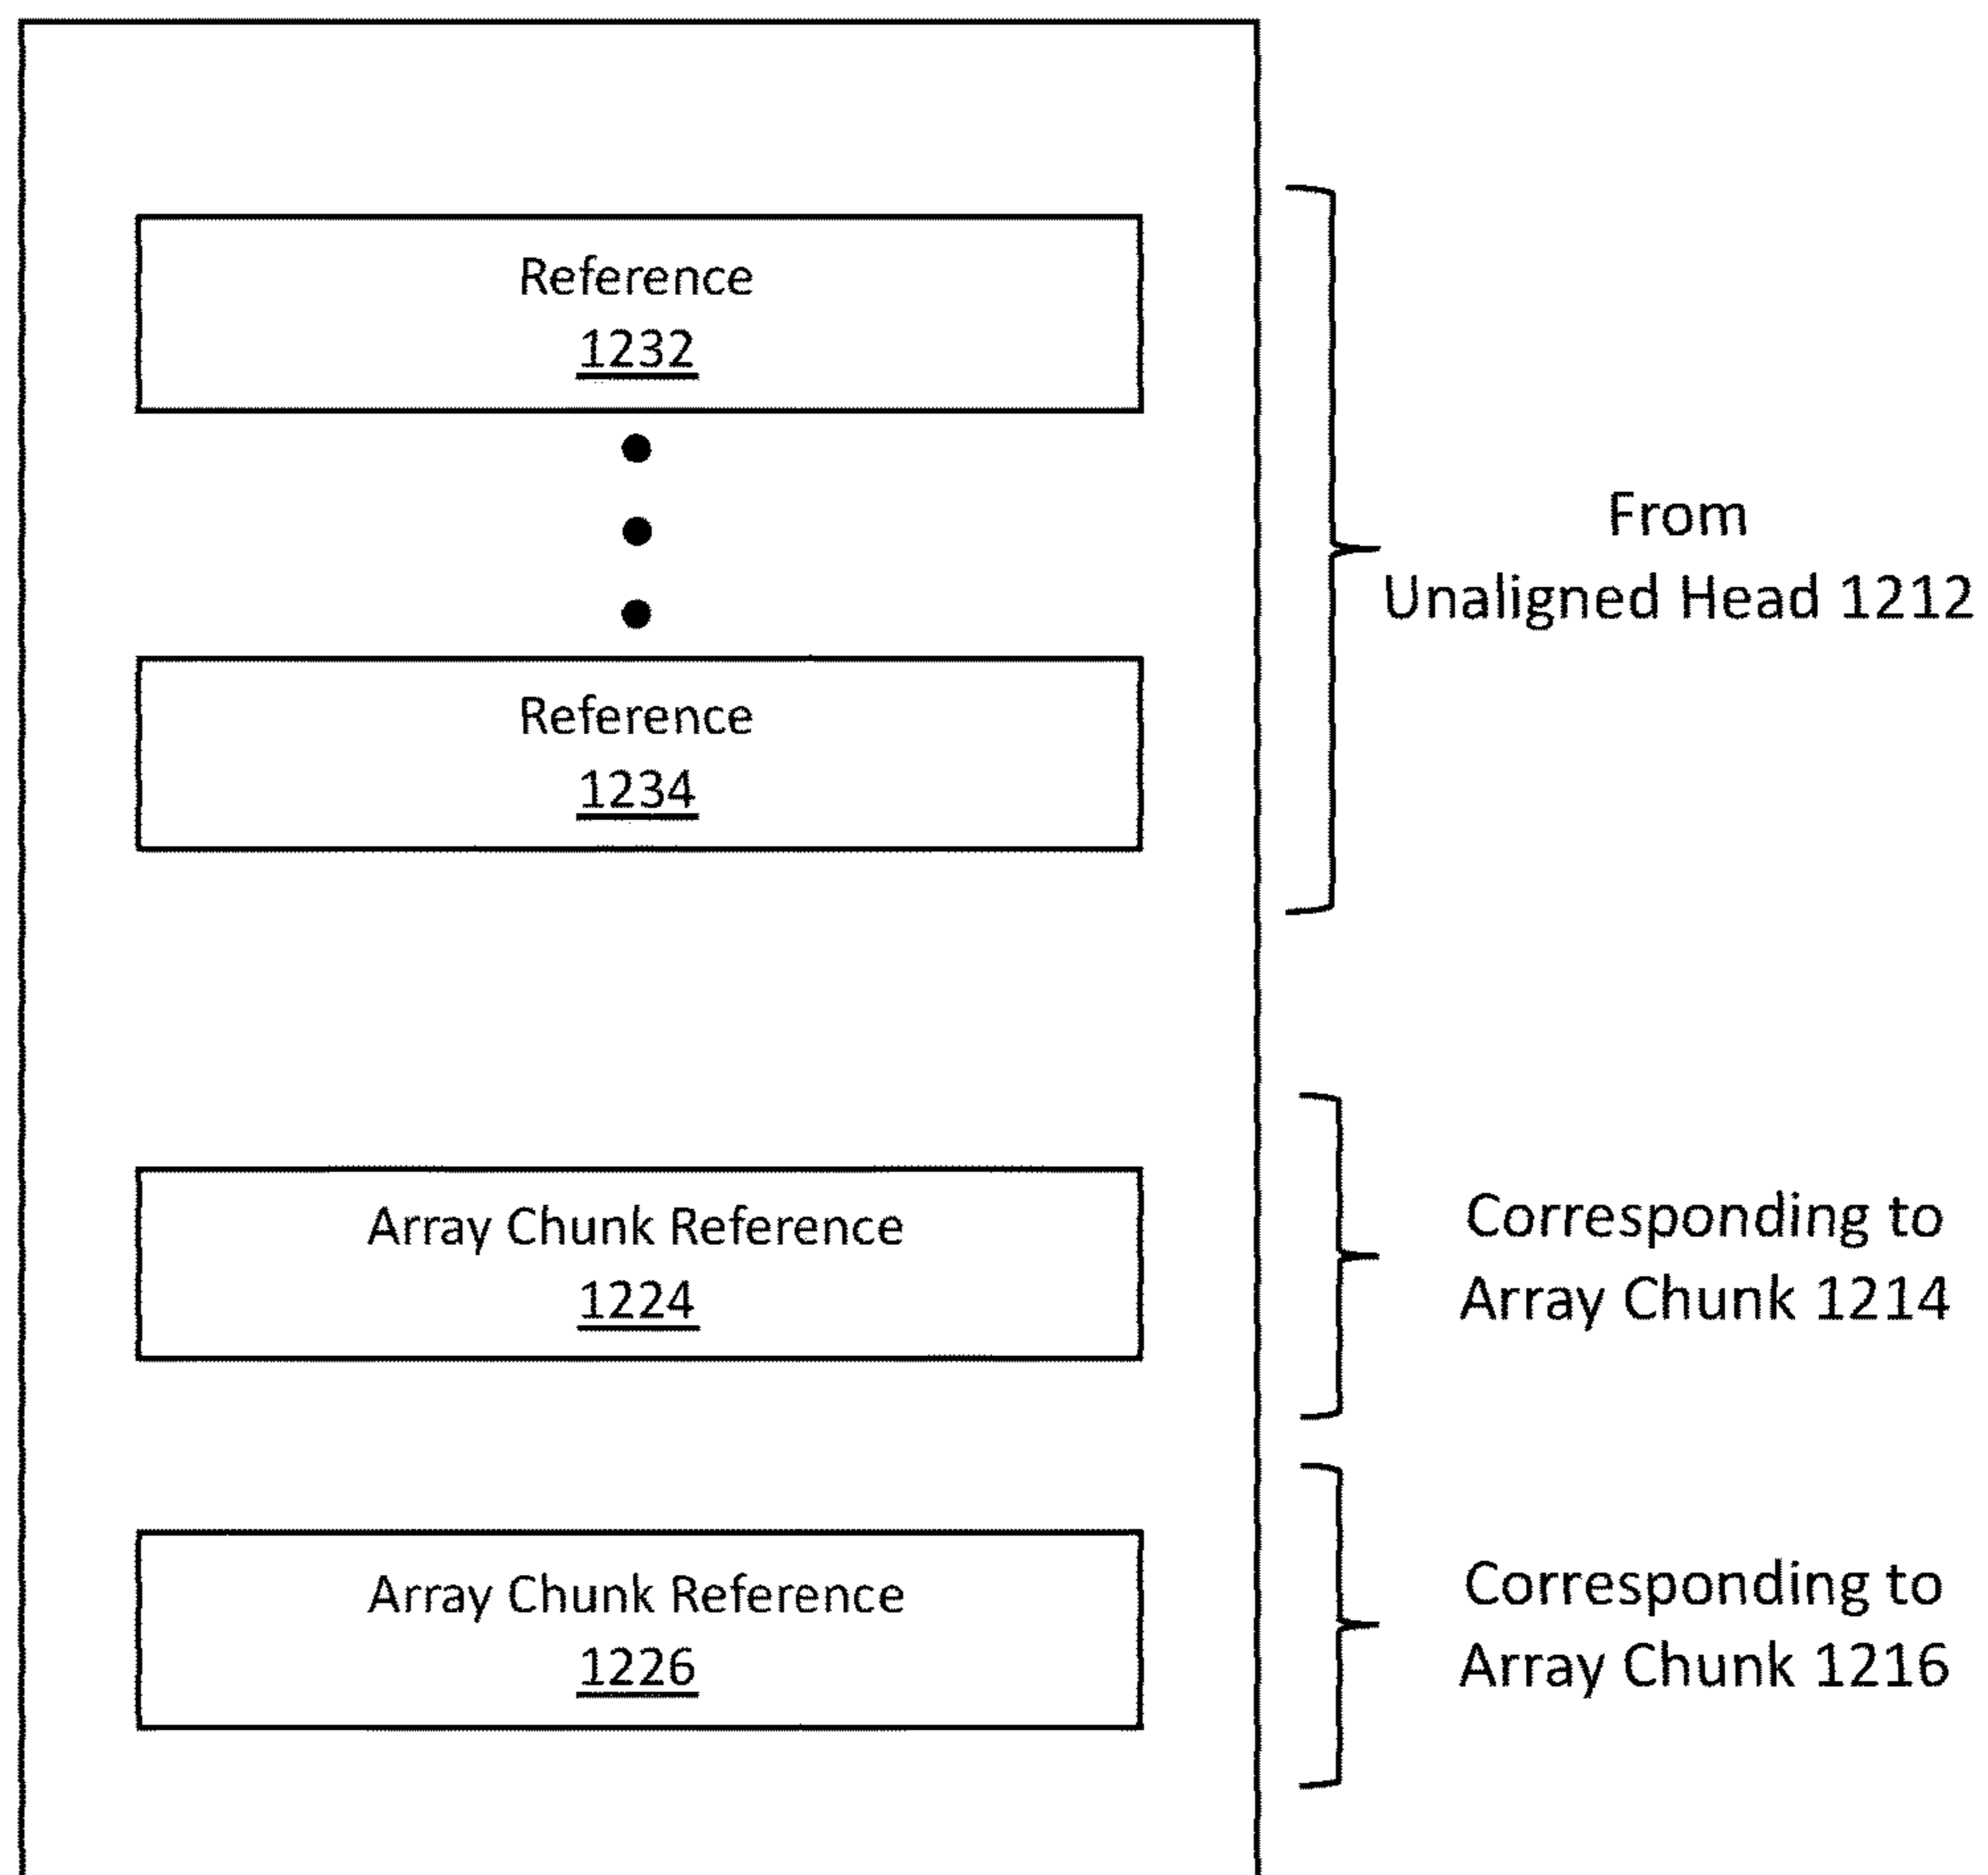 Reference
1232
From
Unaligned Head 1212
Reference
1234
Array Chunk Reference
1224
Corresponding to
Array Chunk 1214
Array Chunk Reference
1226
Corresponding to
Array Chunk 1216